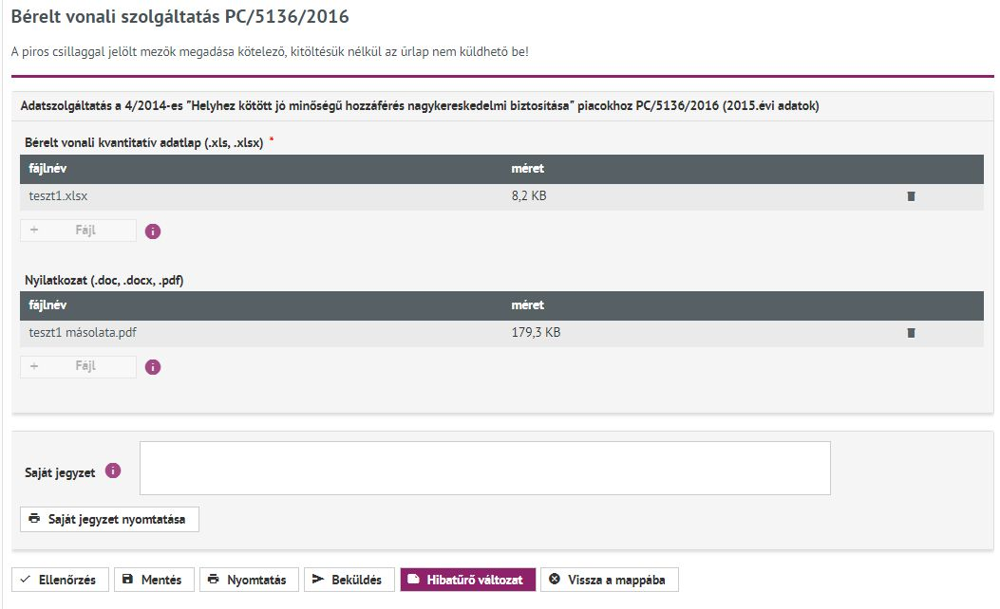 Bérelt vonali szolgáltatás PC/5136/2016
A piros csillaggal jelölt mezők megadása kötelező, kitöltésük nélkül az űrlap nem küldhető be!
Adatszolgáltatás a 4/2014-es "Helyhez kötött jó minőségű hozzáférés nagykereskedelmi biztosítása" piacokhoz PC/5136/2016 (2015.évi adatok)
Bérelt vonali kvantitatív adatlap (.xls, .xlsx) *
fájlnév méret
teszt1.xlsx 8,2 KB
+ Fájl i
Nyilatkozat (.doc, .docx, .pdf)
fájlnév méret
teszt1 másolata.pdf 179,3 KB
+ Fájl i
Saját jegyzet i
Saját jegyzet nyomtatása
Ellenőrzés Mentés Nyomtatás Beküldés Hibatűrő változat Vissza a mappába